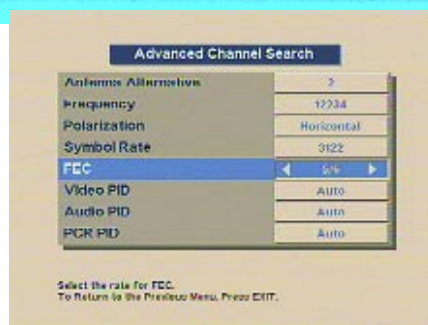 Advanced Channel Search
Antenna Alternative 2
Frequency 12234
Polarization Horizontal
Symbol Rate 3122
FEC 5/6
Video PID Auto
Audio PID Auto
PCR PID Auto
Select the rate for FEC.
To Return to the Previous Menu, Press EXIT.